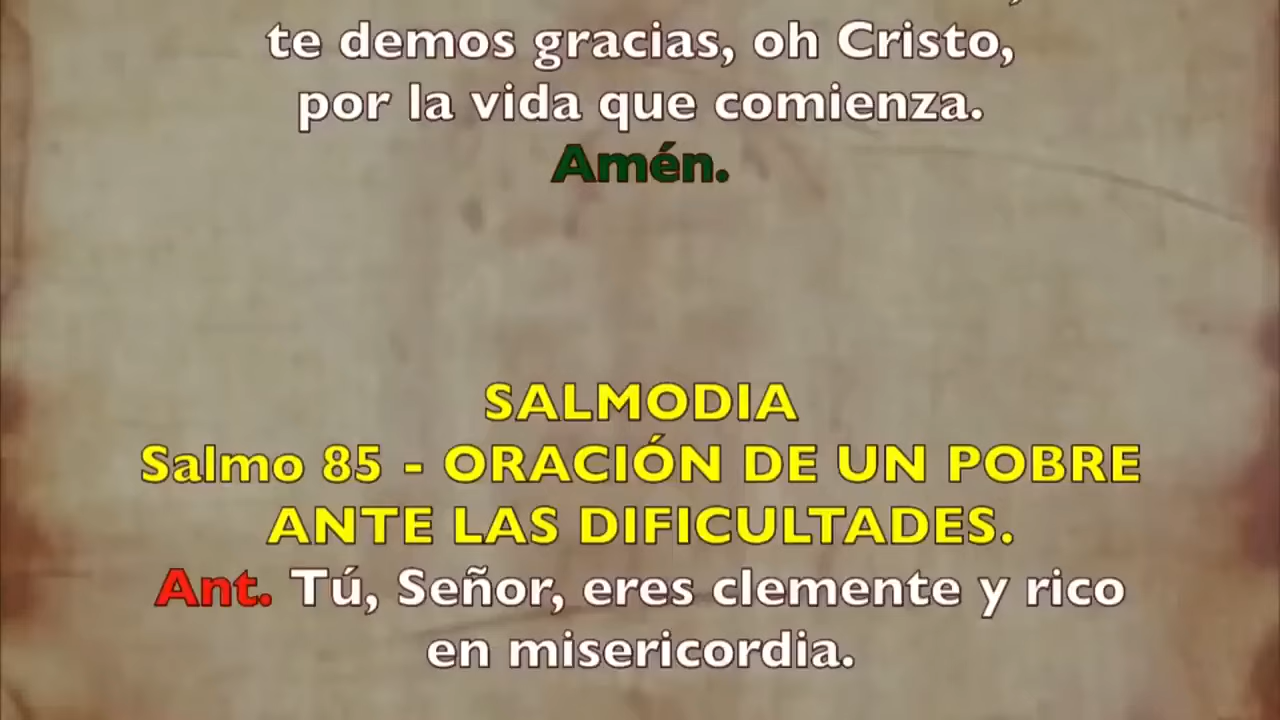 te demos gracias, oh Cristo,
por la vida que comienza.
Amén.
SALMODIA
Salmo 85 - ORACIÓN DE UN POBRE
ANTE LAS DIFICULTADES.
Ant. Tú, Señor, eres clemente y rico
en misericordia.